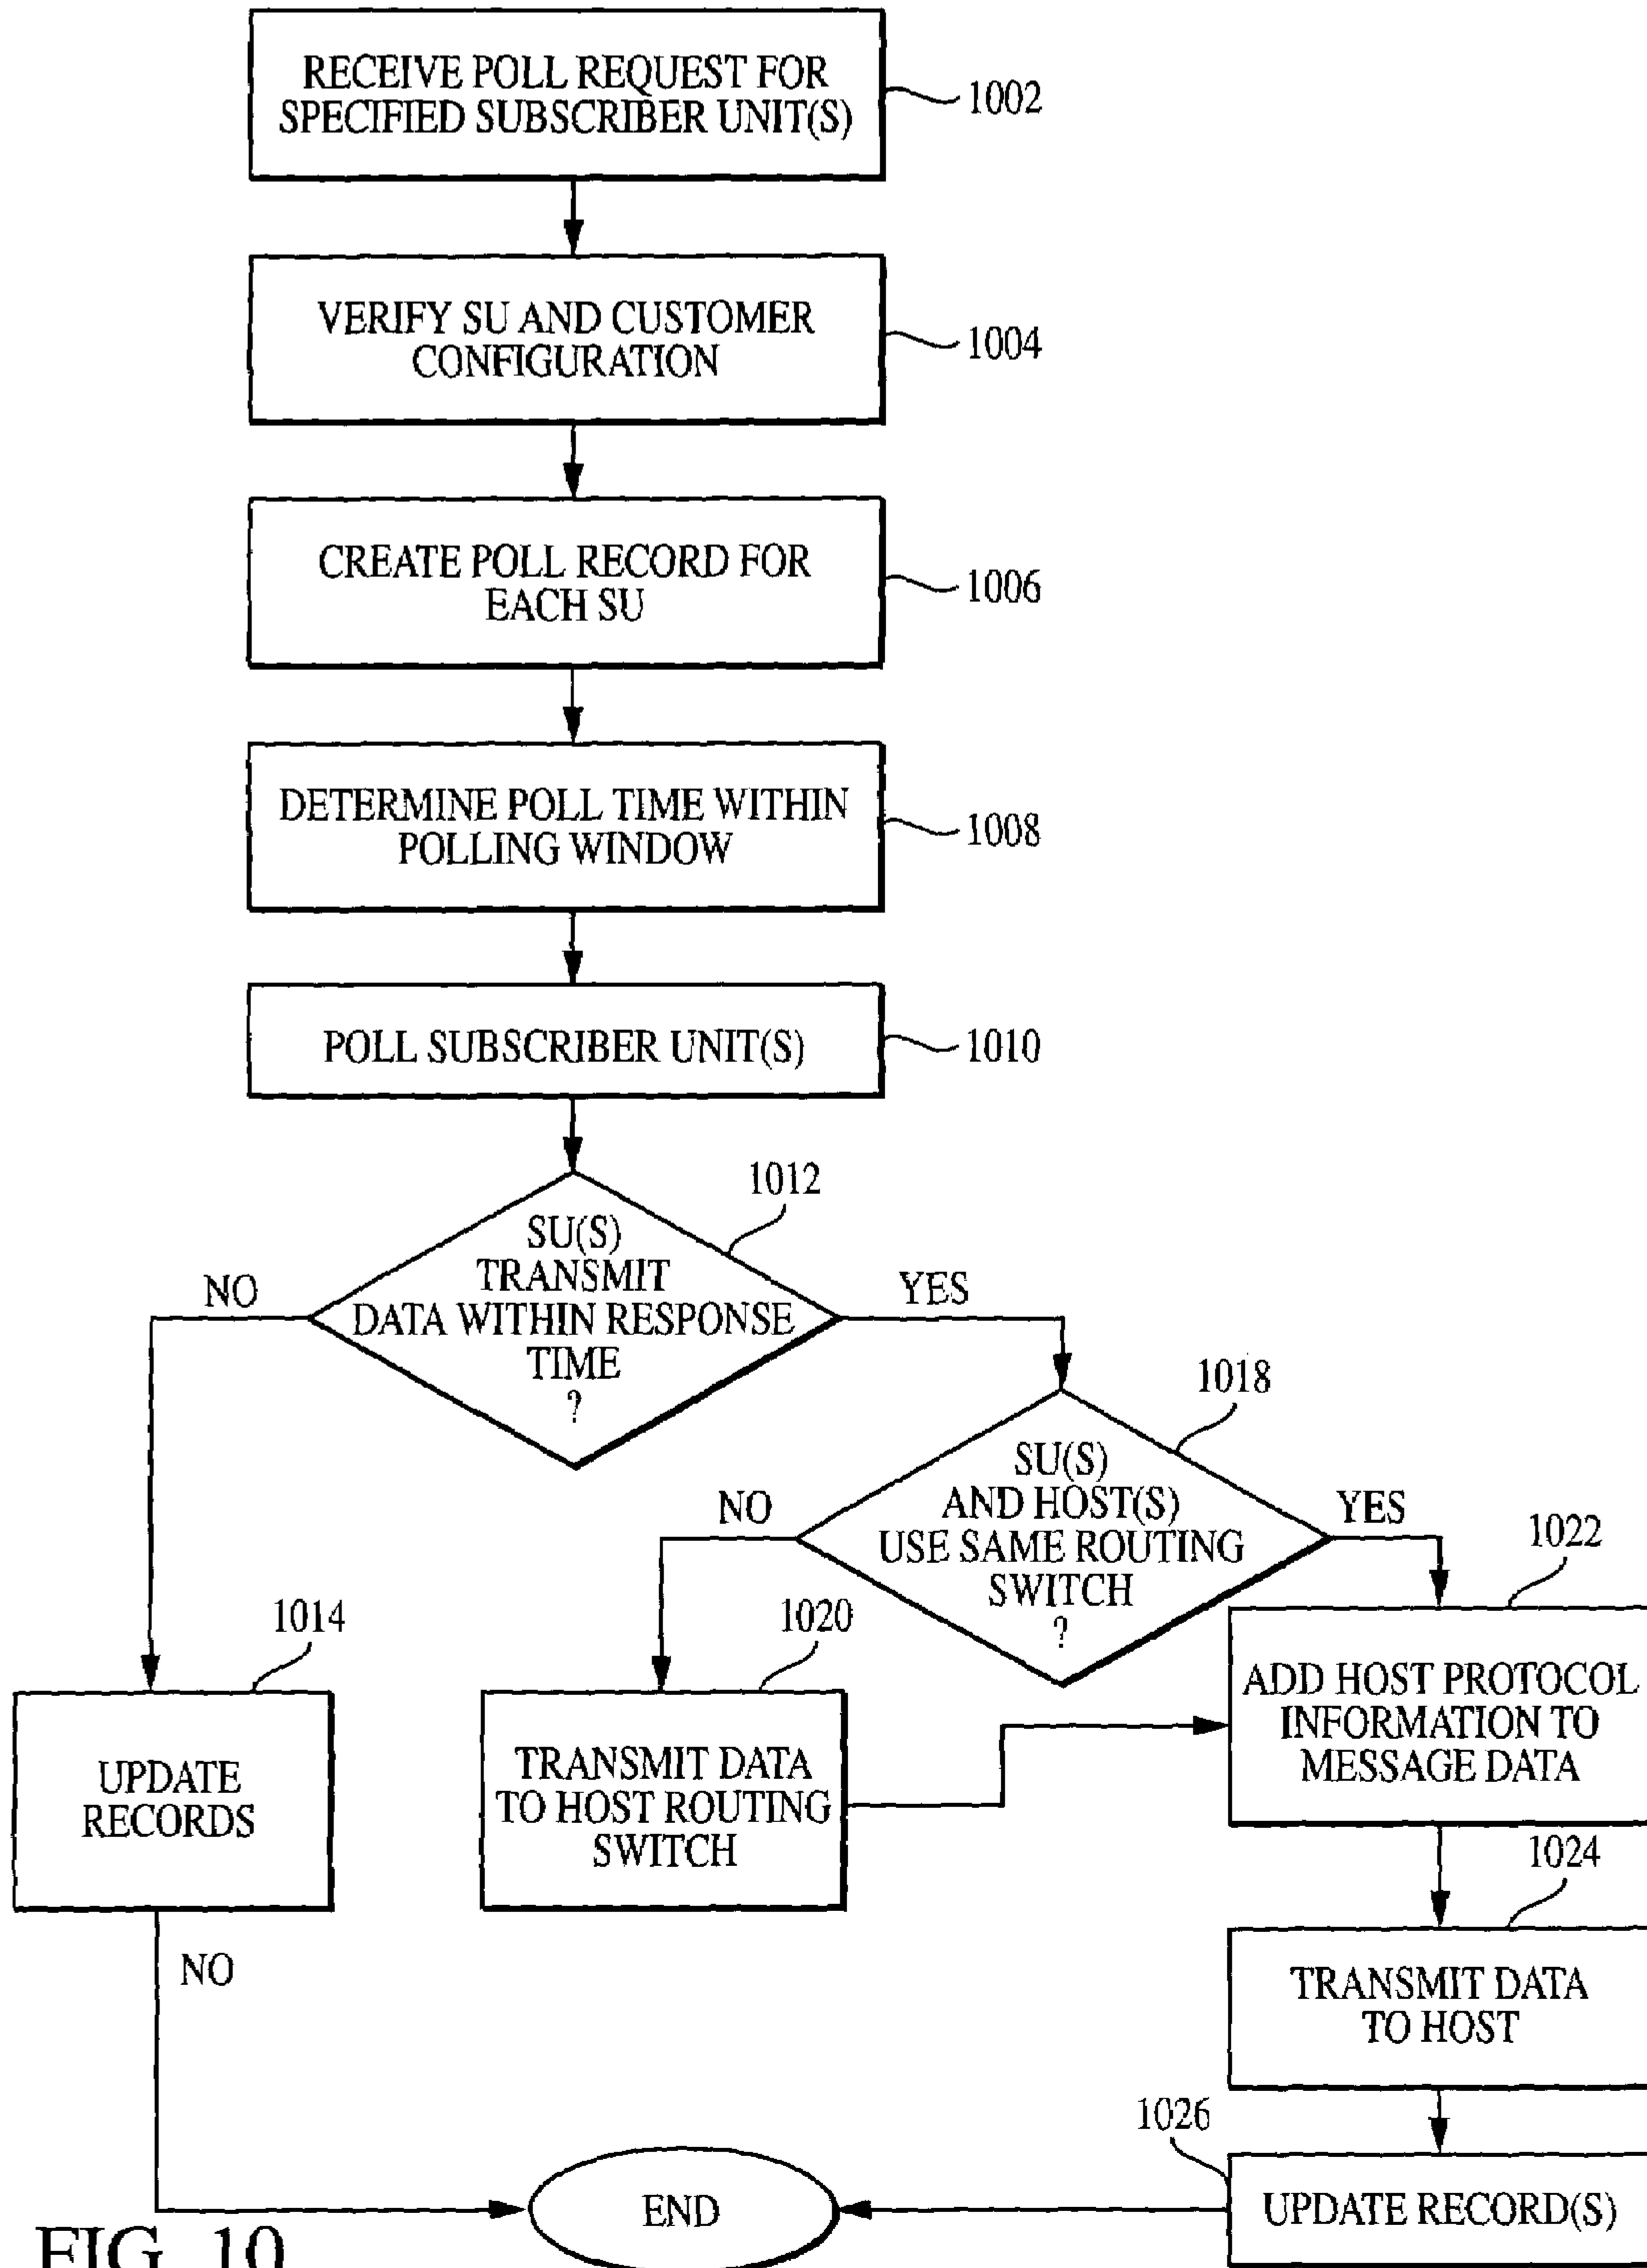 RECEIVE POLL REQUEST FOR
SPECIFIED SUBSCRIBER UNIT(S)
1002
VERIFY SU AND CUSTOMER
CONFIGURATION
1004
CREATE POLL RECORD FOR
EACH SU
1006
DETERMINE POLL TIME WITHIN
POLLING WINDOW
1008
POLL SUBSCRIBER UNIT(S)
1010
1012
SU(S)
TRANSMIT
DATA WITHIN RESPONSE
TIME
?
NO
YES
1018
SU(S)
AND HOST(S)
USE SAME ROUTING
SWITCH
?
NO
YES
1014
UPDATE
RECORDS
1020
TRANSMIT DATA
TO HOST ROUTING
SWITCH
1022
ADD HOST PROTOCOL
INFORMATION TO
MESSAGE DATA
1024
TRANSMIT DATA
TO HOST
NO
1026
UPDATE RECORD(S)
END
FIG. 10